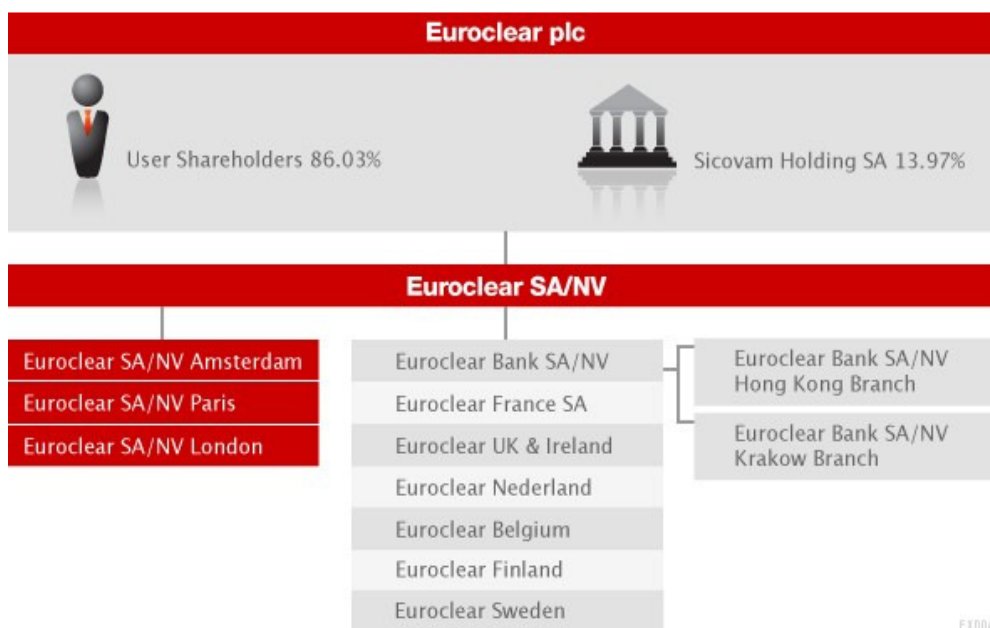 Euroclear plc
User Shareholders 86.03%
Sicovam Holding SA 13.97%
Euroclear SA/NV
Euroclear SA/NV Amsterdam
Euroclear SA/NV Paris
Euroclear SA/NV London
Euroclear Bank SA/NV
Euroclear France SA
Euroclear UK & Ireland
Euroclear Nederland
Euroclear Belgium
Euroclear Finland
Euroclear Sweden
Euroclear Bank SA/NV
Hong Kong Branch
Euroclear Bank SA/NV
Krakow Branch